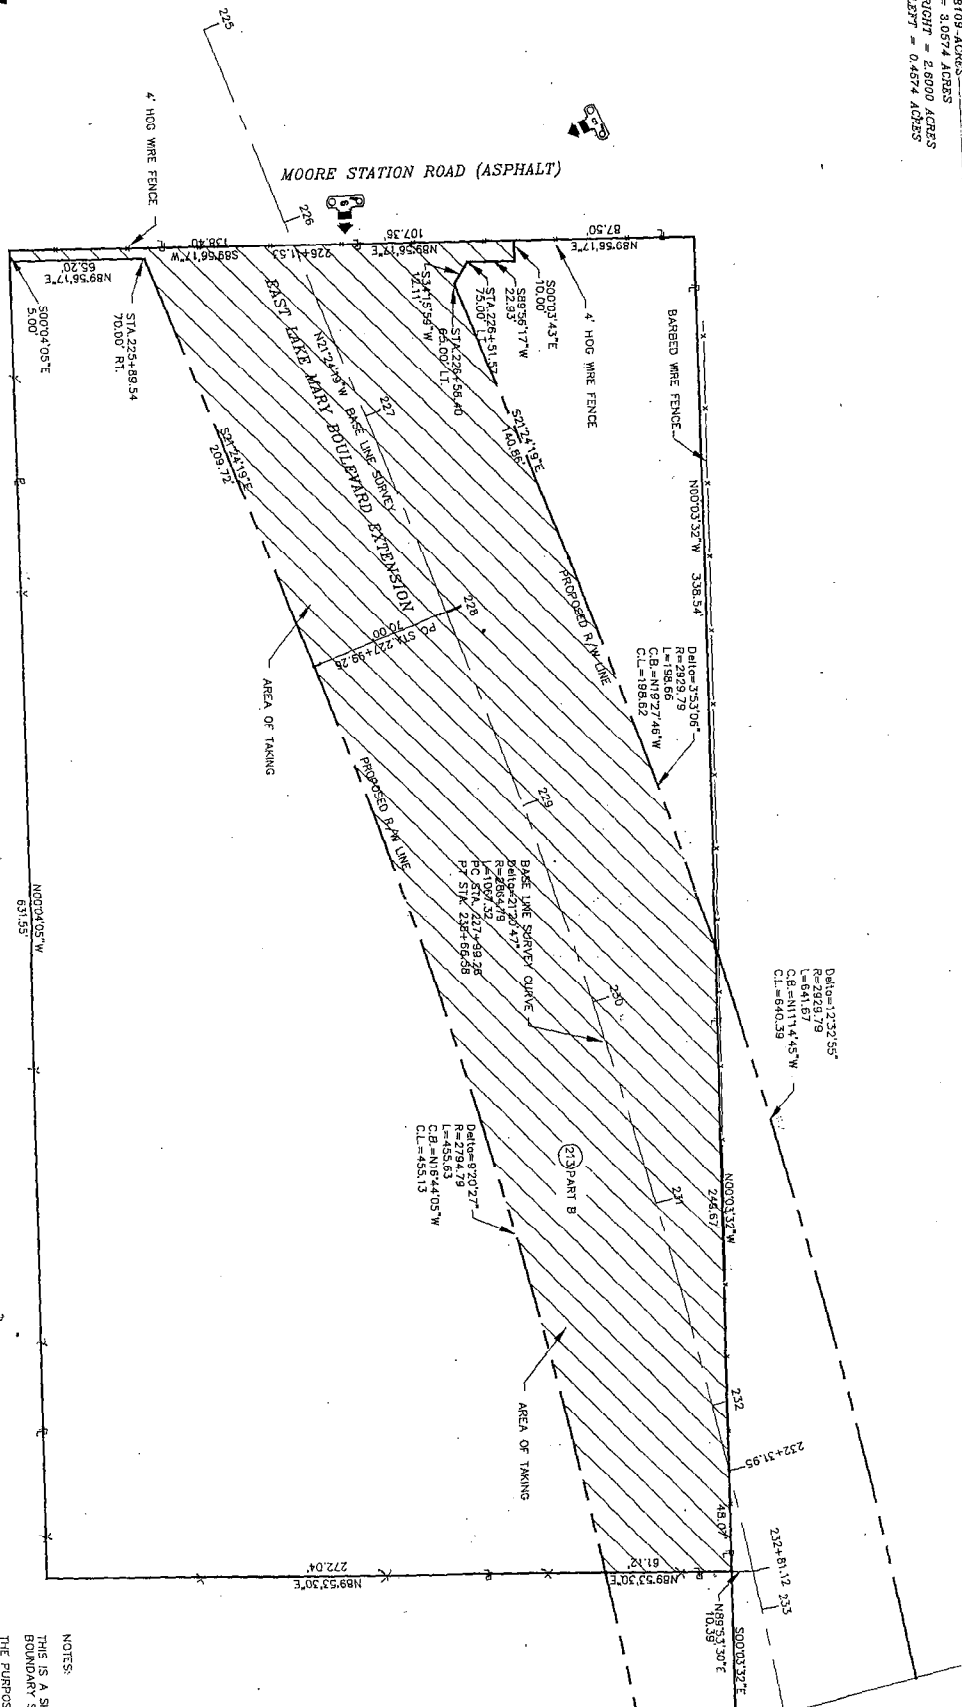 = 3.0574 ACRES
RIGHT = 2.6000 ACRES
LEFT = 0.4574 ACRES
225
4' HOG WIRE FENCE
MOORE STATION ROAD (ASPHALT)
226
6
87.50'
N89°56'17"E
107.36'
N89°56'17"E
226+11.53
138.40
S89°56'17"W
65.20'
N89°56'17"E
S00°04'05"E
5.00'
STA.225+89.54
70.00' RT.
S00°03'43"E
10.00'
S89°56'17"W
22.93'
STA.226+51.57
75.00' LT.
S34°15'59"W
12.11'
STA.226+58.40
65.00' LT.
4' HOG WIRE FENCE
BARBED WIRE FENCE
N00°03'32"W 338.54'
EAST LAKE MARY BOULEVARD EXTENSION
N21°24'19"W BASE LINE SURVEY
227
S21°24'19"E
140.86'
S21°24'19"E
209.72'
228
PC STA.227+99.26
70.00
PROPOSED R/W LINE
AREA OF TAKING
PROPOSED R/W LINE
Delta=3°53'06"
R=2929.79
L=198.66
C.B.=N19°27'46"W
C.L=198.62
229
BASE LINE SURVEY CURVE
Delta=21°20'47"
R=2864.79
L=1067.32
PC STA. 227+99.26
PT STA. 238+66.58
230
N00°04'05"W
631.55'
Delta=12°32'55"
R=2929.79
L=641.67
C.B.=N11°14'45"W
C.L.=640.39
Delta=9°20'27"
R=2794.79
L=455.63
C.B.=N16°44'05"W
C.L.=455.13
213 PART B
231
N00°03'32"W
AREA OF TAKING
232
232+31.95
48.07'
232+81.12
233
272.04'
N89°53'30"E
81.12'
N89°53'30"E
N89°53'30"E
10.39'
S00°03'32"E
NOTES:
THIS IS A
BOUNDARY
THE PURPOS